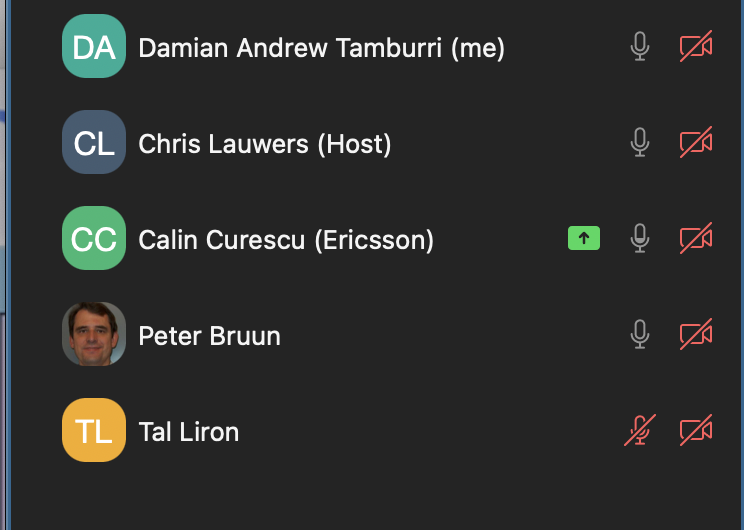 DA Damian Andrew Tamburri (me)
CL Chris Lauwers (Host)
CC Calin Curescu (Ericsson)
Peter Bruun
TL Tal Liron